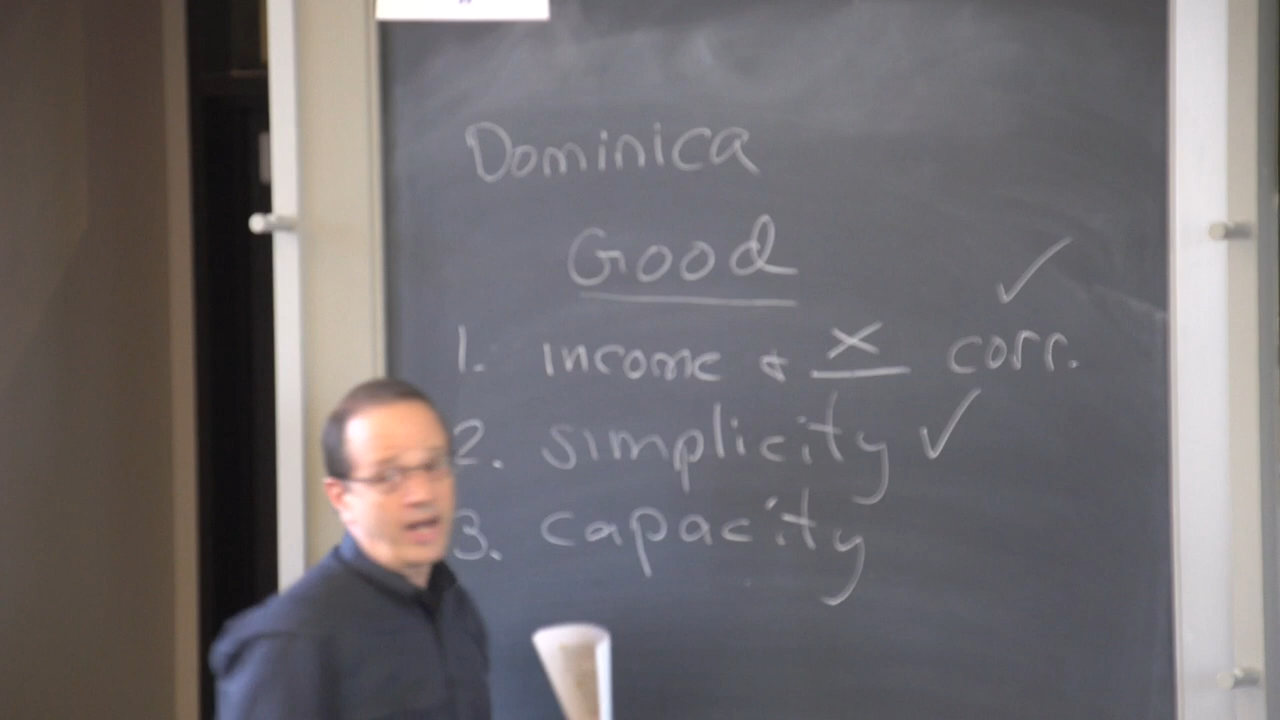 Dominica
Good
1. income & X corr. ✓
2. simplicity ✓
3. capacity